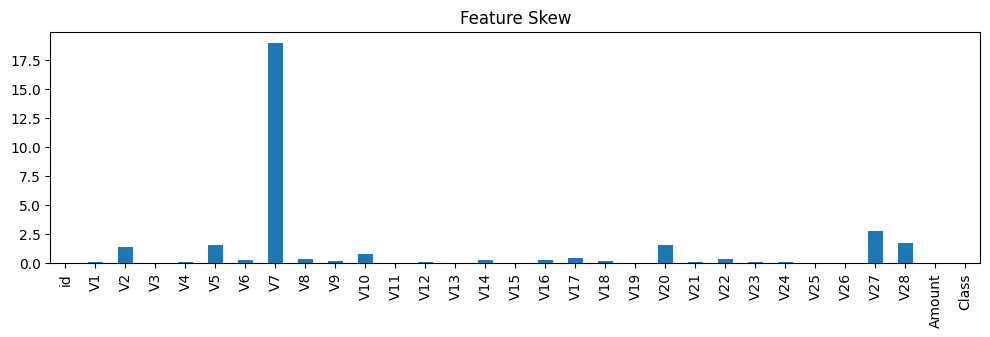 Feature Skew
17.5
15.0
12.5
10.0
7.5
5.0
2.5
0.0
id
V1
V2
V3
V4
V5
V6
V7
V8
V9
V10
V11
V12
V13
V14
V15
V16
V17
V18
V19
V20
V21
V22
V23
V24
V25
V26
V27
V28
Amount
Class